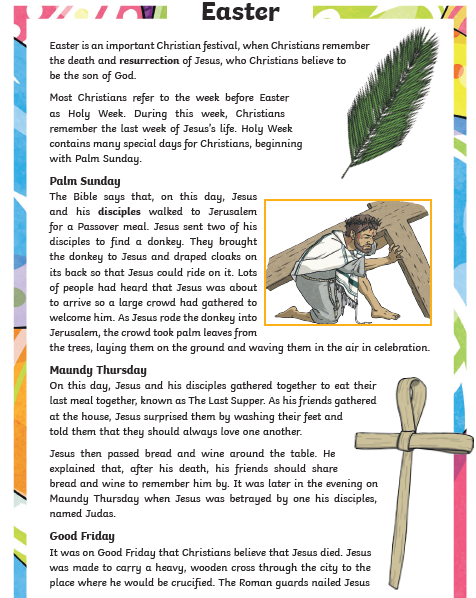 Easter
Easter is an important Christian festival, when Christians remember
the death and resurrection of Jesus, who Christians believe to
be the son of God.
Most Christians refer to the week before Easter
as Holy Week. During this week, Christians
remember the last week of Jesus's life. Holy Week
contains many special days for Christians, beginning
with Palm Sunday.
Palm Sunday
The Bible says that, on this day, Jesus
and his disciples walked to Jerusalem
for a Passover meal. Jesus sent two of his
disciples to find a donkey. They brought
the donkey to Jesus and draped cloaks on
its back so that Jesus could ride on it. Lots
of people had heard that Jesus was about
to arrive so a large crowd had gathered to
welcome him. As Jesus rode the donkey into
Jerusalem, the crowd took palm leaves from
the trees, laying them on the ground and waving them in the air in celebration.
Maundy Thursday
On this day, Jesus and his disciples gathered together to eat their
last meal together, known as The Last Supper. As his friends gathered
at the house, Jesus surprised them by washing their feet and
told them that they should always love one another.
Jesus then passed bread and wine around the table. He
explained that, after his death, his friends should share
bread and wine to remember him by. It was later in the evening on
Maundy Thursday when Jesus was betrayed by one his disciples,
named Judas.
Good Friday
It was on Good Friday that Christians believe that Jesus died. Jesus
was made to carry a heavy, wooden cross through the city to the
place where he would be crucified. The Roman guards nailed Jesus